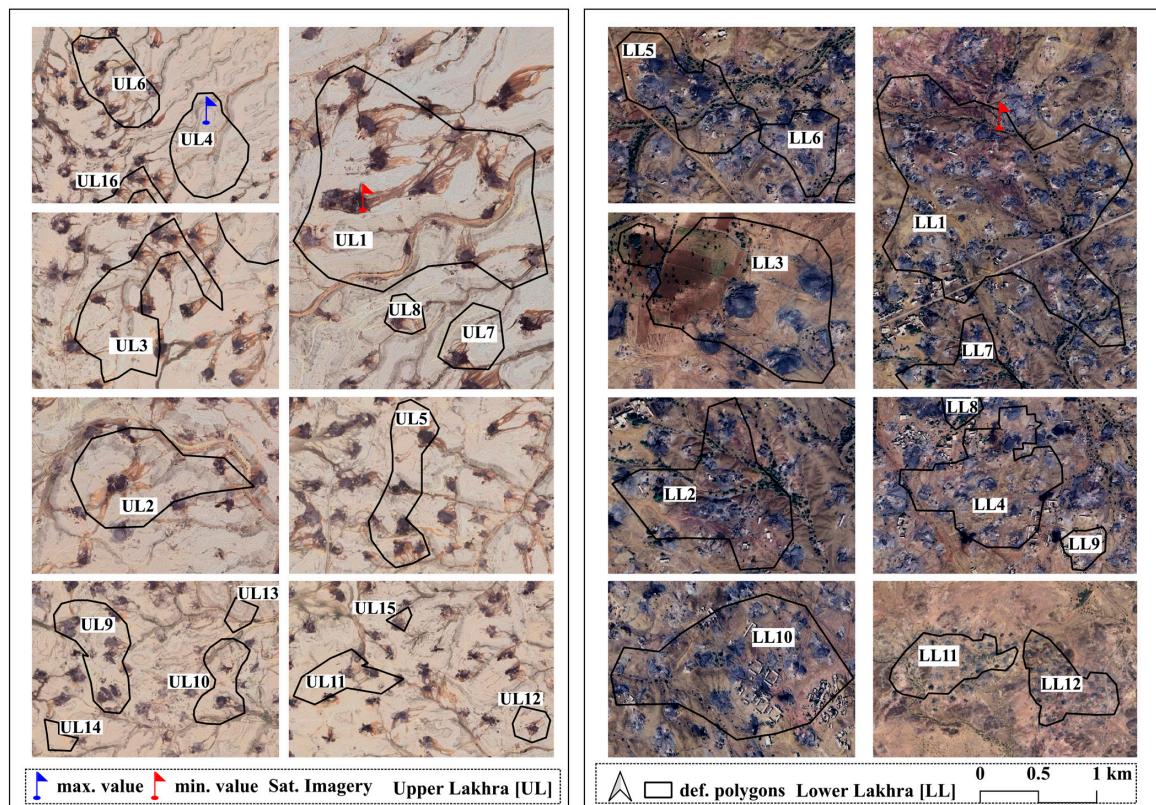 UL6
UL4
UL16
UL1
UL8
UL7
UL3
UL2
UL5
UL9
UL13
UL10
UL14
UL15
UL11
UL12
max. value min. value Sat. Imagery Upper Lakhra [UL]
LL5
LL6
LL1
LL3
LL7
LL2
LL8
LL4
LL9
LL10
LL11
LL12
0 0.5 1 km
def. polygons Lower Lakhra [LL]